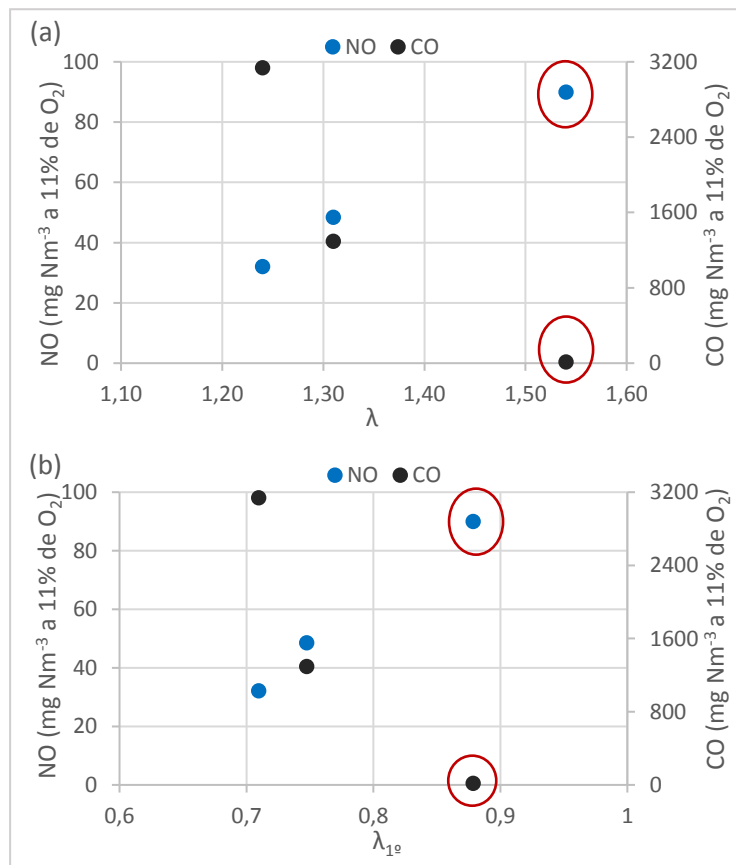 (a)
NO CO
NO (mg Nm⁻³ a 11% de O₂)
100
80
60
40
20
0
3200
2400
1600
800
0
CO (mg Nm⁻³ a 11% de O₂)
1,10 1,20 1,30 1,40 1,50 1,60
λ
(b)
NO CO
NO (mg Nm⁻³ a 11% de O₂)
100
80
60
40
20
0
3200
2400
1600
800
0
CO (mg Nm⁻³ a 11% de O₂)
0,6 0,7 0,8 0,9 1
λ₁º